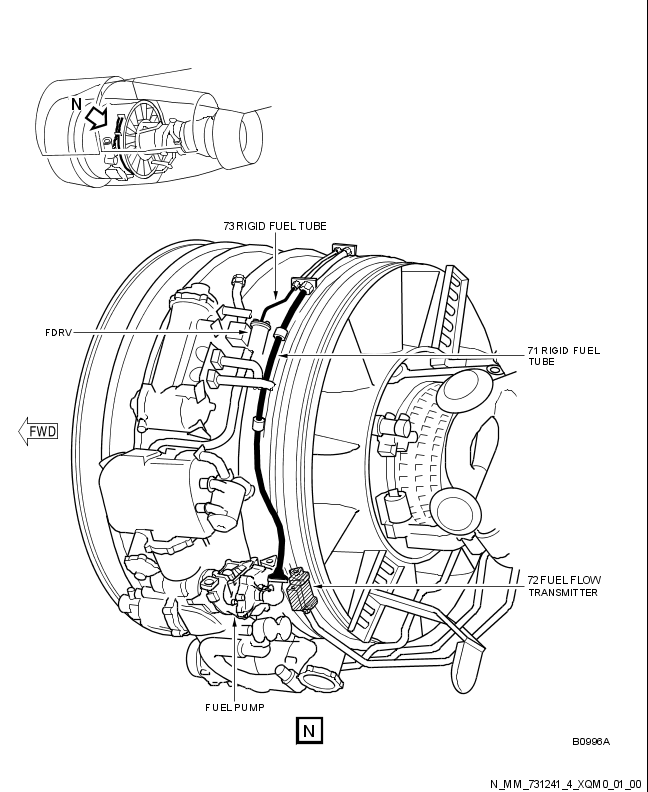 N
73 RIGID FUEL TUBE
FDRV
71 RIGID FUEL
TUBE
FWD
72 FUEL FLOW
TRANSMITTER
FUEL PUMP
N
B0996A
N_MM_731241_4_XQM0_01_00